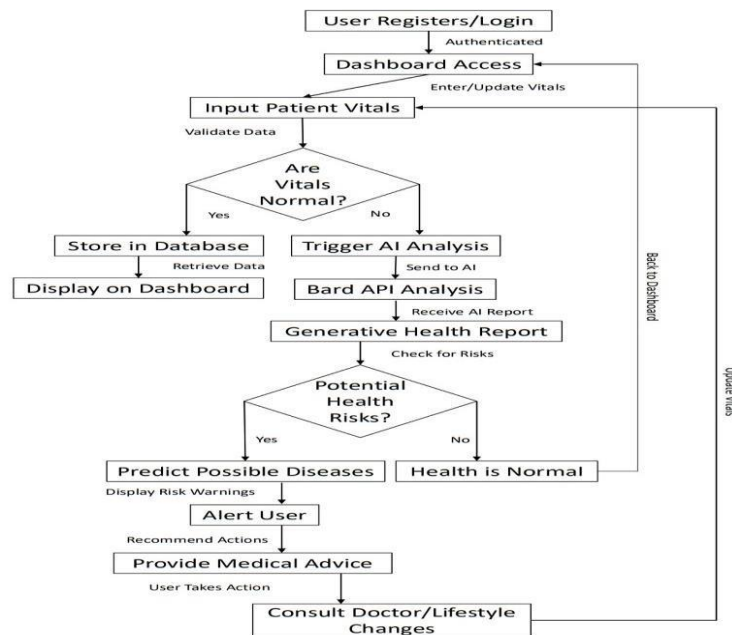 User Registers/Login
Authenticated
Dashboard Access
Enter/Update Vitals
Input Patient Vitals
Validate Data
Are
Vitals
Normal?
Yes
No
Store in Database
Trigger AI Analysis
Retrieve Data
Send to AI
Display on Dashboard
Bard API Analysis
Receive AI Report
Generative Health Report
Check for Risks
Potential
Health
Risks?
Yes
No
Predict Possible Diseases
Health is Normal
Back to Dashboard
Update Vitals
Display Risk Warnings
Alert User
Recommend Actions
Provide Medical Advice
User Takes Action
Consult Doctor/Lifestyle
Changes